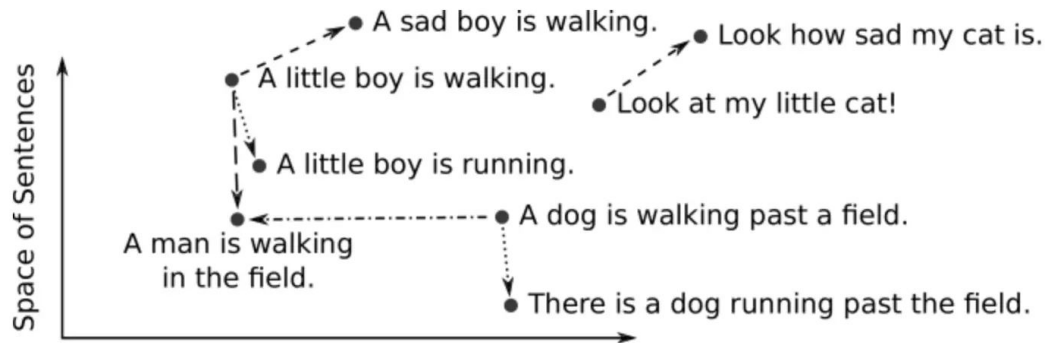 A sad boy is walking.
Look how sad my cat is.
A little boy is walking.
Look at my little cat!
A little boy is running.
A dog is walking past a field.
A man is walking
in the field.
There is a dog running past the field.
Space of Sentences